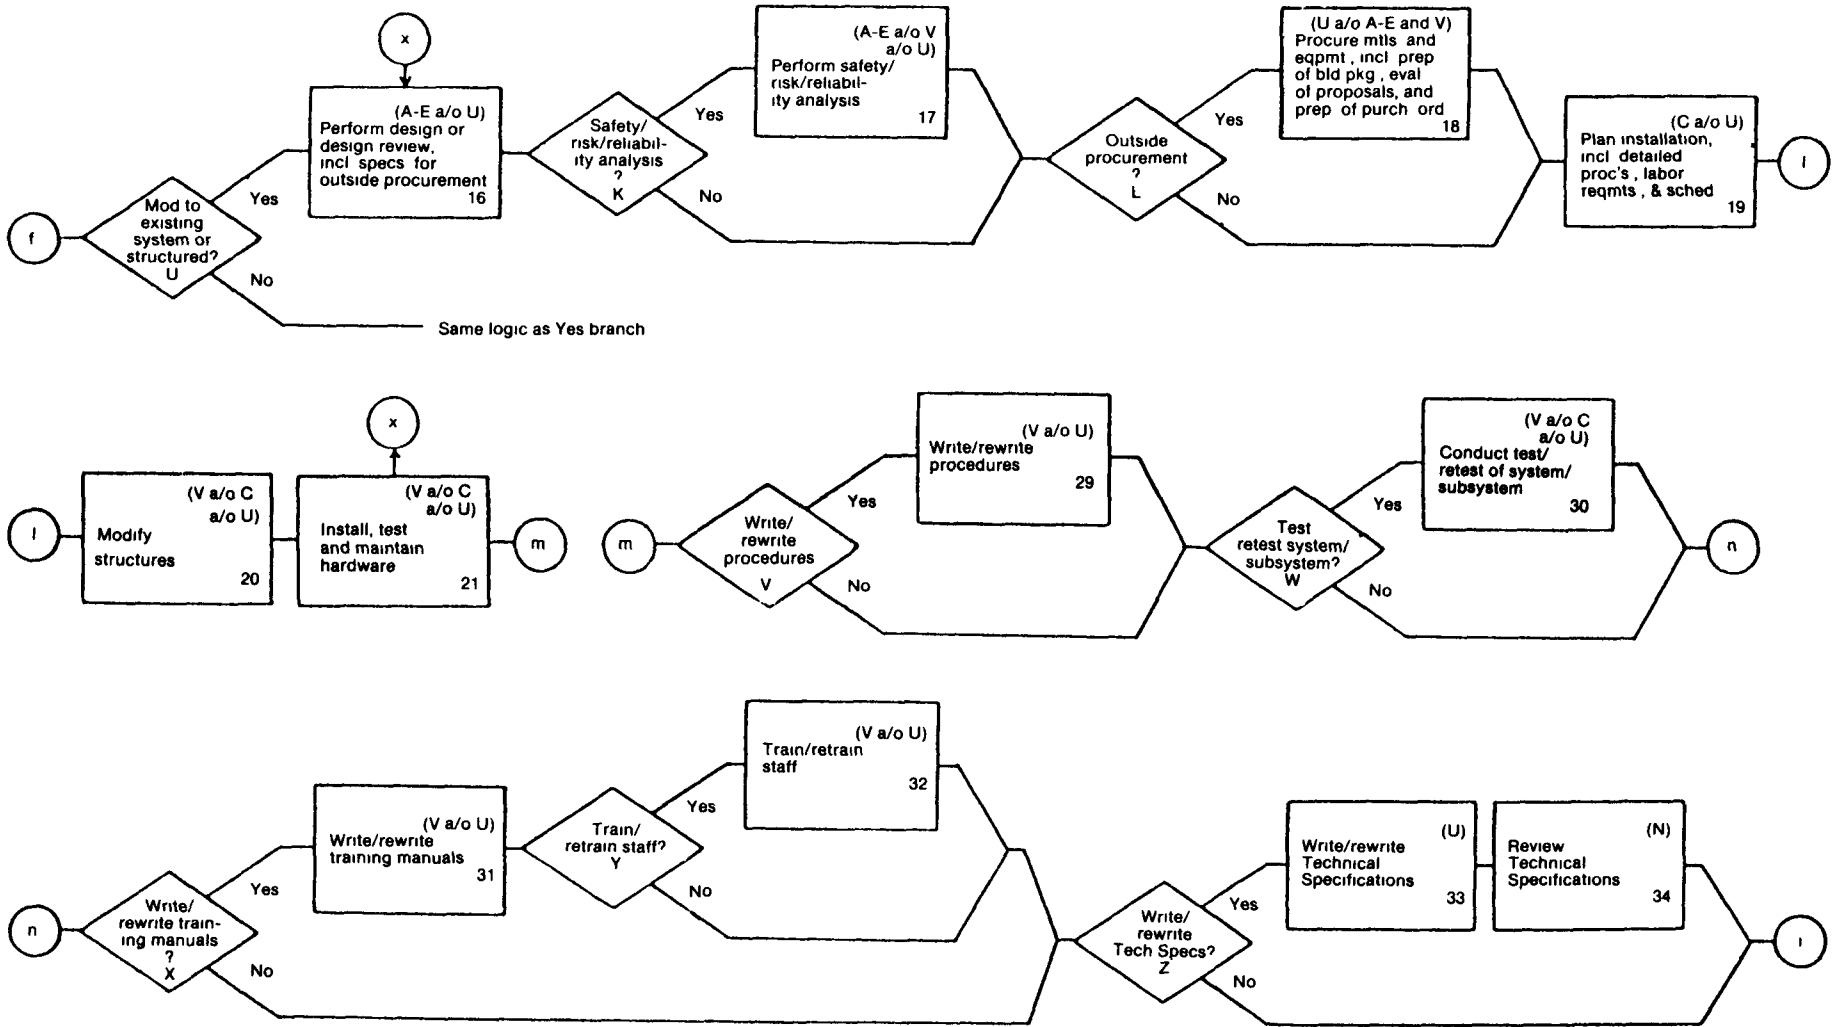 x
(A-E a/o U)
Perform design or
design review,
incl specs for
outside procurement
16
f
Mod to
existing
system or
structured?
U
Yes
No
Same logic as Yes branch
Safety/
risk/reliabil-
ity analysis
?
K
Yes
No
(A-E a/o V
a/o U)
Perform safety/
risk/reliabil-
ity analysis
17
Outside
procurement
?
L
Yes
No
(U a/o A-E and V)
Procure mtls and
eqpmt, incl prep
of bld pkg, eval
of proposals, and
prep of purch ord
18
(C a/o U)
Plan installation,
incl detailed
proc's, labor
reqmts, & sched
19
l
l
(V a/o C
a/o U)
Modify
structures
20
x
(V a/o C
a/o U)
Install, test
and maintain
hardware
21
m
m
Write/
rewrite
procedures
V
Yes
No
(V a/o U)
Write/rewrite
procedures
29
Test
retest system/
subsystem?
W
Yes
No
(V a/o C
a/o U)
Conduct test/
retest of system/
subsystem
30
n
n
Write/
rewrite train-
ing manuals
?
X
Yes
No
(V a/o U)
Write/rewrite
training manuals
31
Train/
retrain staff?
Y
Yes
No
(V a/o U)
Train/retrain
staff
32
Write/
rewrite
Tech Specs?
Z
Yes
No
(U)
Write/rewrite
Technical
Specifications
33
(N)
Review
Technical
Specifications
34
i